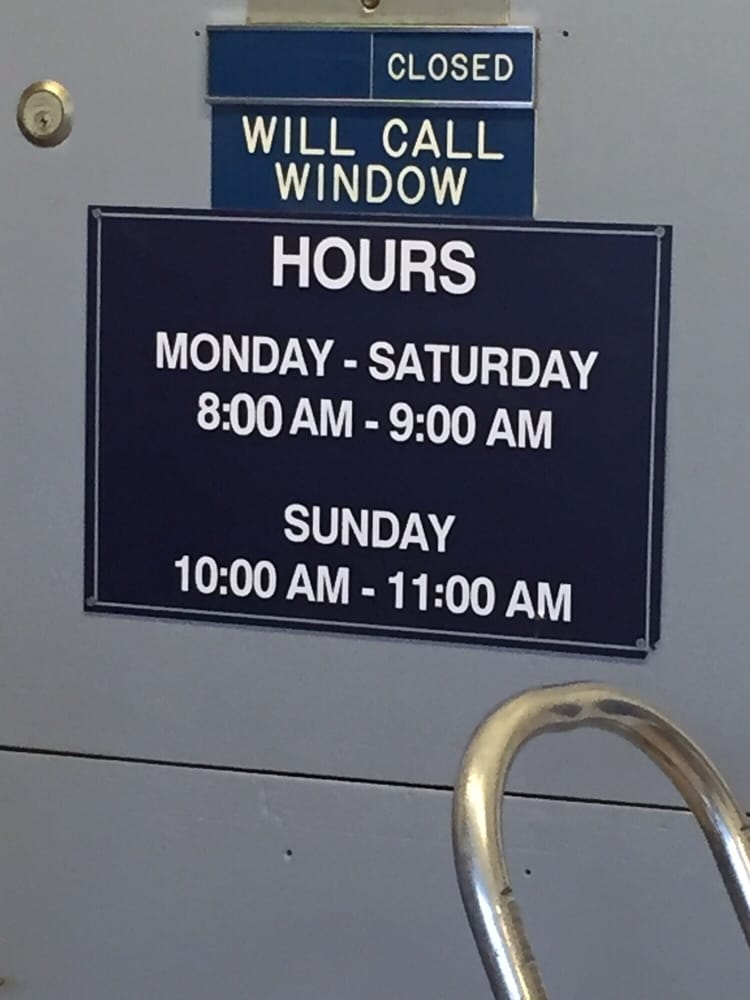 CLOSED
WILL CALL
WINDOW
HOURS
MONDAY - SATURDAY
8:00 AM - 9:00 AM
SUNDAY
10:00 AM - 11:00 AM